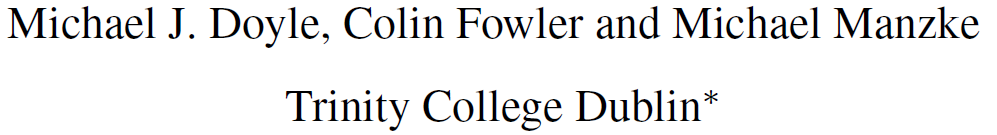 Michael J. Doyle, Colin Fowler and Michael Manzke
Trinity College Dublin*